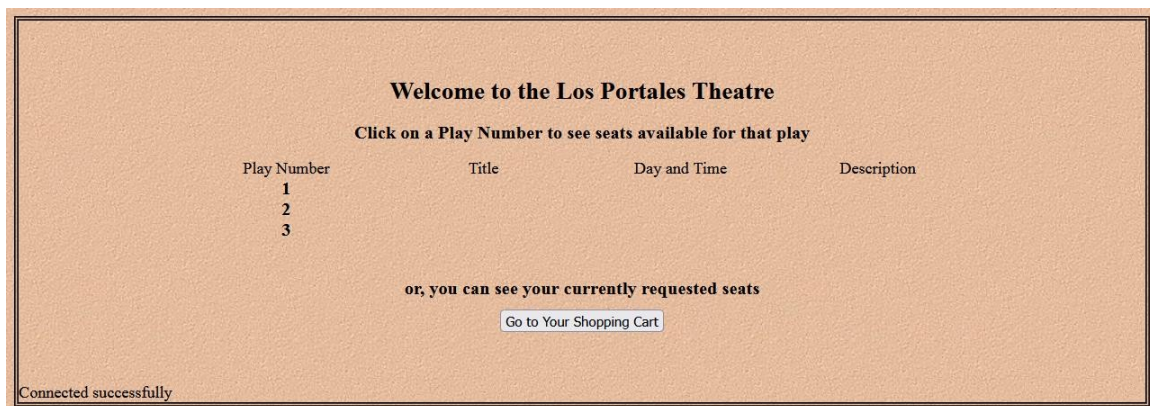 Welcome to the Los Portales Theatre
Click on a Play Number to see seats available for that play
Play Number Title Day and Time Description
1
2
3
or, you can see your currently requested seats
Go to Your Shopping Cart
Connected successfully